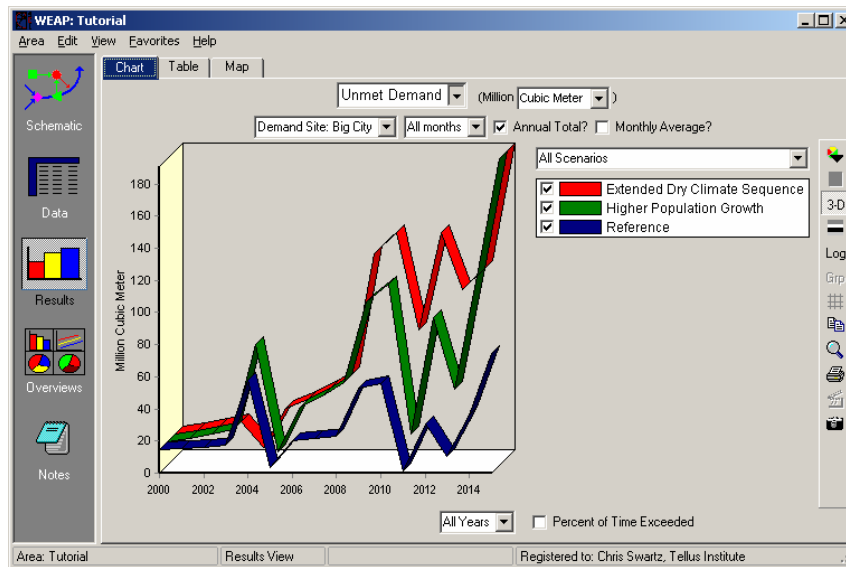 WEAP: Tutorial
Area Edit View Favorites Help
Chart Table Map
Unmet Demand (Million Cubic Meter )
Demand Site: Big City All months Annual Total? Monthly Average?
All Scenarios
Extended Dry Climate Sequence
Higher Population Growth
Reference
Schematic
Data
Results
Overviews
Notes
3-D
Log
Grp
Million Cubic Meter
180
160
140
120
100
80
60
40
20
0
2000 2002 2004 2006 2008 2010 2012 2014
All Years Percent of Time Exceeded
Area: Tutorial Results View Registered to: Chris Swartz, Tellus Institute